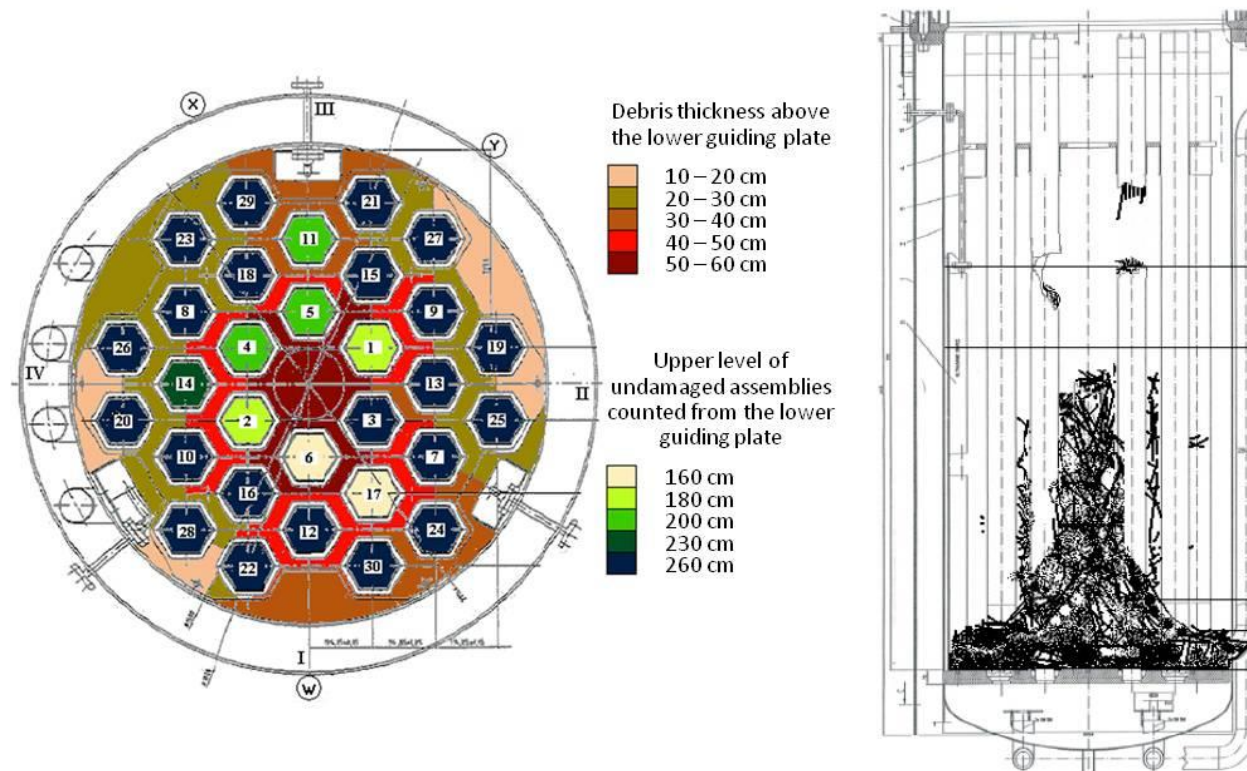 X
III
Y
29
21
23
11
27
18
15
8
5
9
26
4
1
19
IV
14
13
II
20
2
3
25
10
6
7
16
17
28
12
24
22
30
I
W
Debris thickness above
the lower guiding plate
10 – 20 cm
20 – 30 cm
30 – 40 cm
40 – 50 cm
50 – 60 cm
Upper level of
undamaged assemblies
counted from the lower
guiding plate
160 cm
180 cm
200 cm
230 cm
260 cm